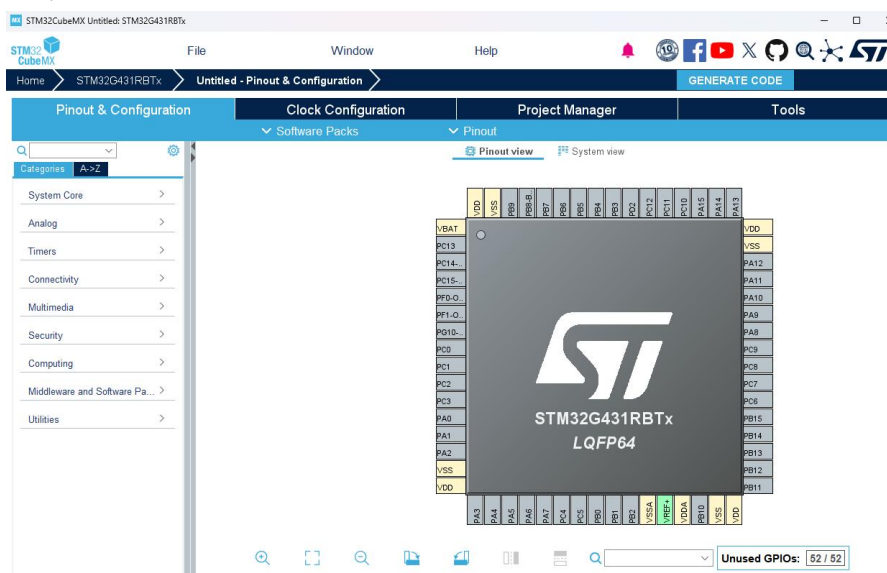 MX STM32CubeMX Untitled: STM32G431RBTx
STM32
CubeMX
File
Window
Help
10
Home
STM32G431RBTx
Untitled - Pinout & Configuration
GENERATE CODE
Pinout & Configuration
Clock Configuration
Project Manager
Tools
Software Packs
Pinout
Pinout view
System view
Categories
A->Z
System Core
Analog
Timers
Connectivity
Multimedia
Security
Computing
Middleware and Software Pa...
Utilities
VDD
VSS
PB9
PB8-B..
PB7
PB6
PB5
PB4
PB3
PD2
PC12
PC11
PC10
PA15
PA14
PA13
VBAT
PC13
PC14-..
PC15-..
PF0-O..
PF1-O..
PG10-..
PC0
PC1
PC2
PC3
PA0
PA1
PA2
VSS
VDD
VDD
VSS
PA12
PA11
PA10
PA9
PA8
PC9
PC8
PC7
PC6
PB15
PB14
PB13
PB12
PB11
ST
STM32G431RBTx
LQFP64
PA3
PA4
PA5
PA6
PA7
PC4
PC5
PB0
PB1
PB2
VSSA
VREF+
VDDA
PB10
VSS
VDD
Unused GPIOs: 52 / 52